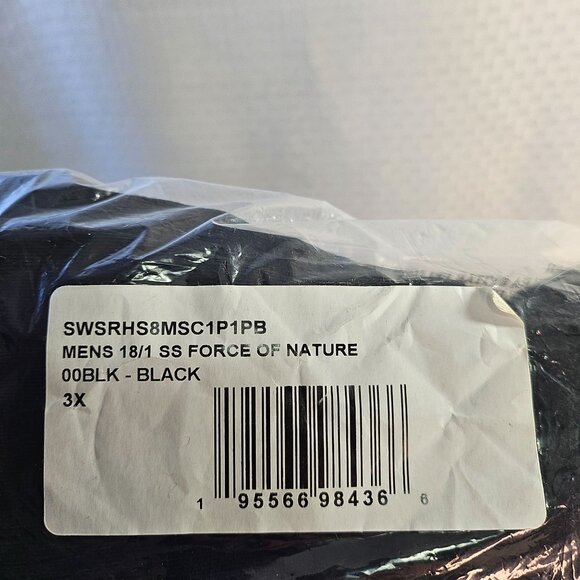 SWSRHS8MSC1P1PB
MENS 18/1 SS FORCE OF NATURE
00BLK - BLACK
3X
1 95566 98436 6